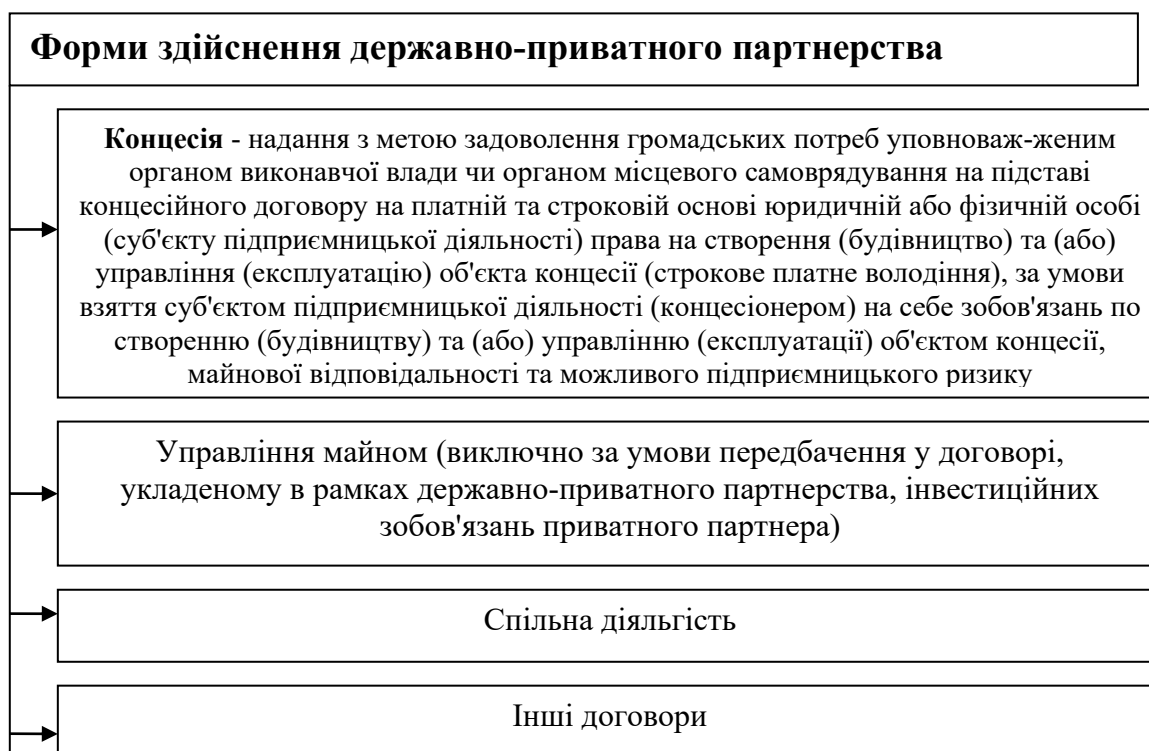 Форми здійснення державно-приватного партнерства
Концесія - надання з метою задоволення громадських потреб уповноваж-женим
органом виконавчої влади чи органом місцевого самоврядування на підставі
концесійного договору на платній та строковій основі юридичній або фізичній особі
(суб'єкту підприємницької діяльності) права на створення (будівництво) та (або)
управління (експлуатацію) об'єкта концесії (строкове платне володіння), за умови
взяття суб'єктом підприємницької діяльності (концесіонером) на себе зобов'язань по
створенню (будівництву) та (або) управлінню (експлуатації) об'єктом концесії,
майнової відповідальності та можливого підприємницького ризику
Управління майном (виключно за умови передбачення у договорі,
укладеному в рамках державно-приватного партнерства, інвестиційних
зобов'язань приватного партнера)
Спільна діяльгість
Інші договори